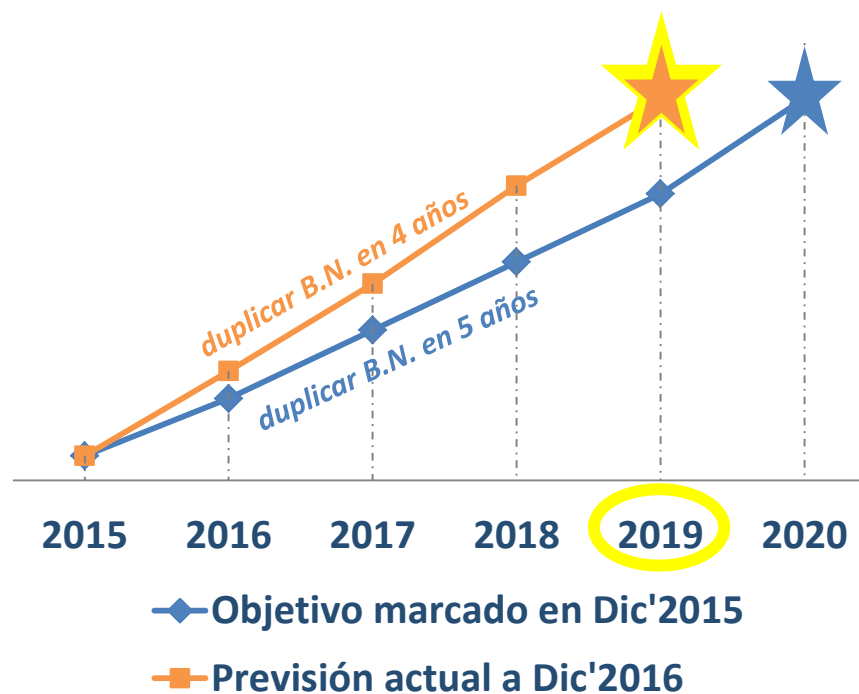 duplicar B.N. en 4 años
duplicar B.N. en 5 años
2015 2016 2017 2018 2019 2020
Objetivo marcado en Dic'2015
Previsión actual a Dic'2016